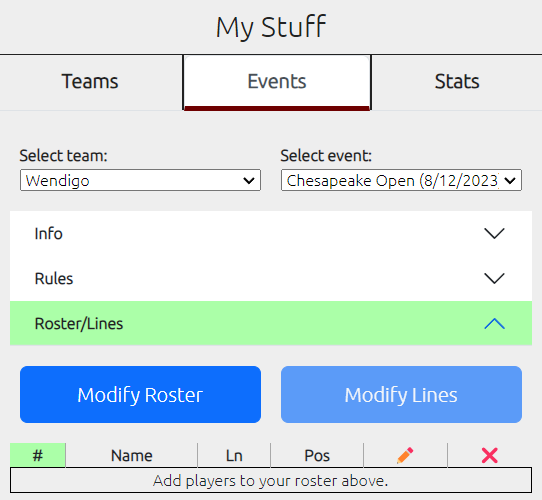 My Stuff
Teams Events Stats
Select team: Select event:
Wendigo Chesapeake Open (8/12/2023
Info
Rules
Roster/Lines
Modify Roster Modify Lines
# Name Ln Pos
Add players to your roster above.